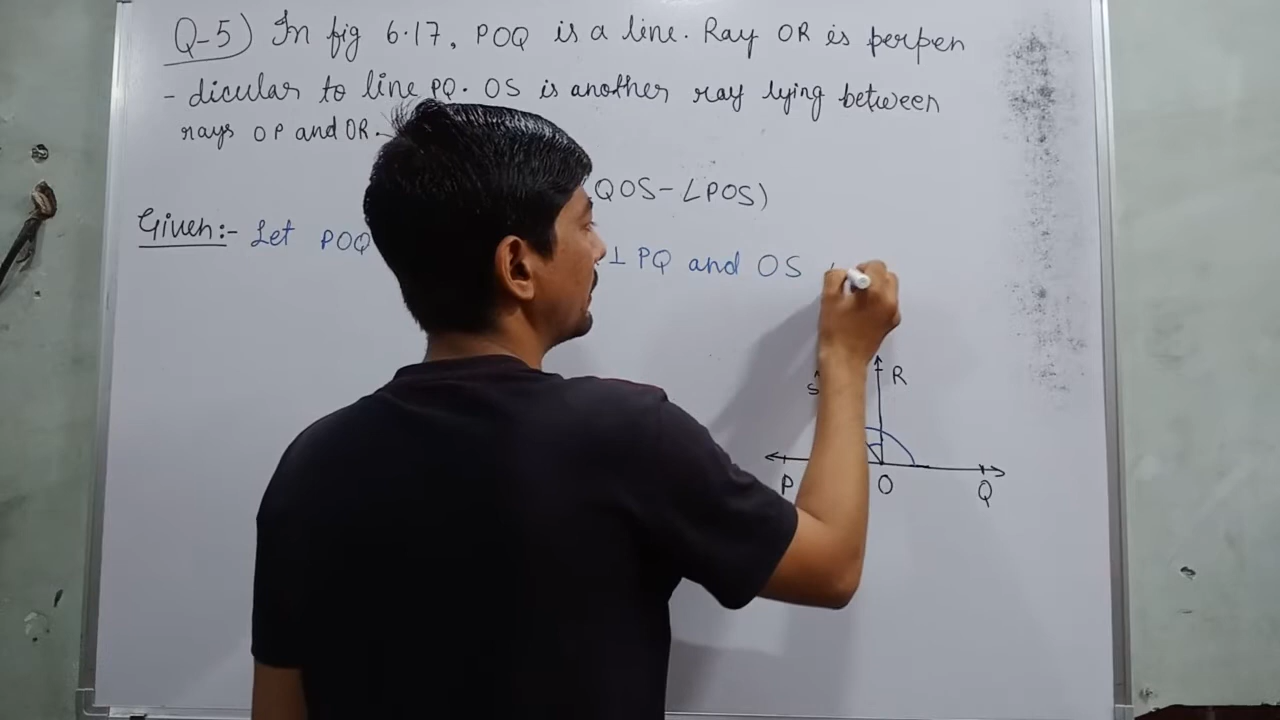 Q-5) In fig 6.17, POQ is a line. Ray OR is perpen
- dicular to line PQ. OS is another ray lying between
rays OP and OR.
QOS - ∠POS)
Given:- Let POQ ⊥ PQ and OS
S R
P O Q